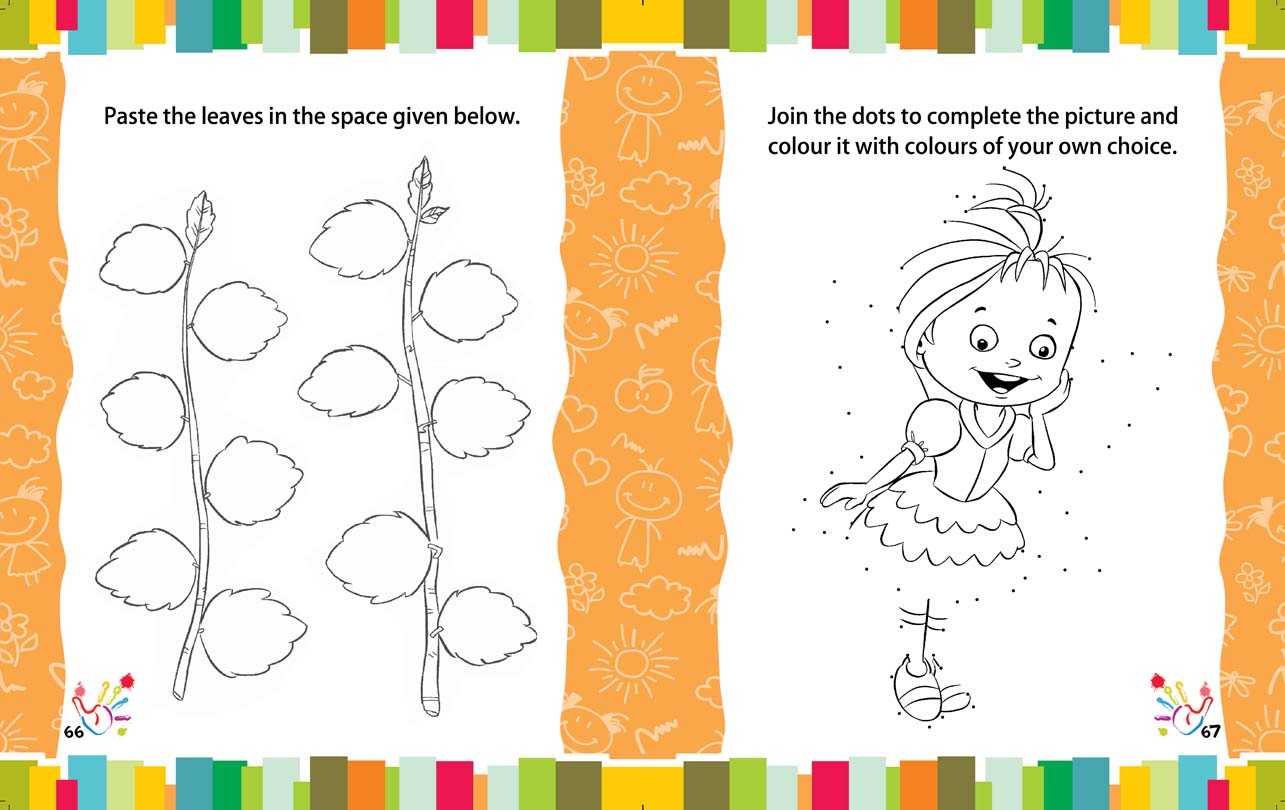 Paste the leaves in the space given below.
66
Join the dots to complete the picture and
colour it with colours of your own choice.
67